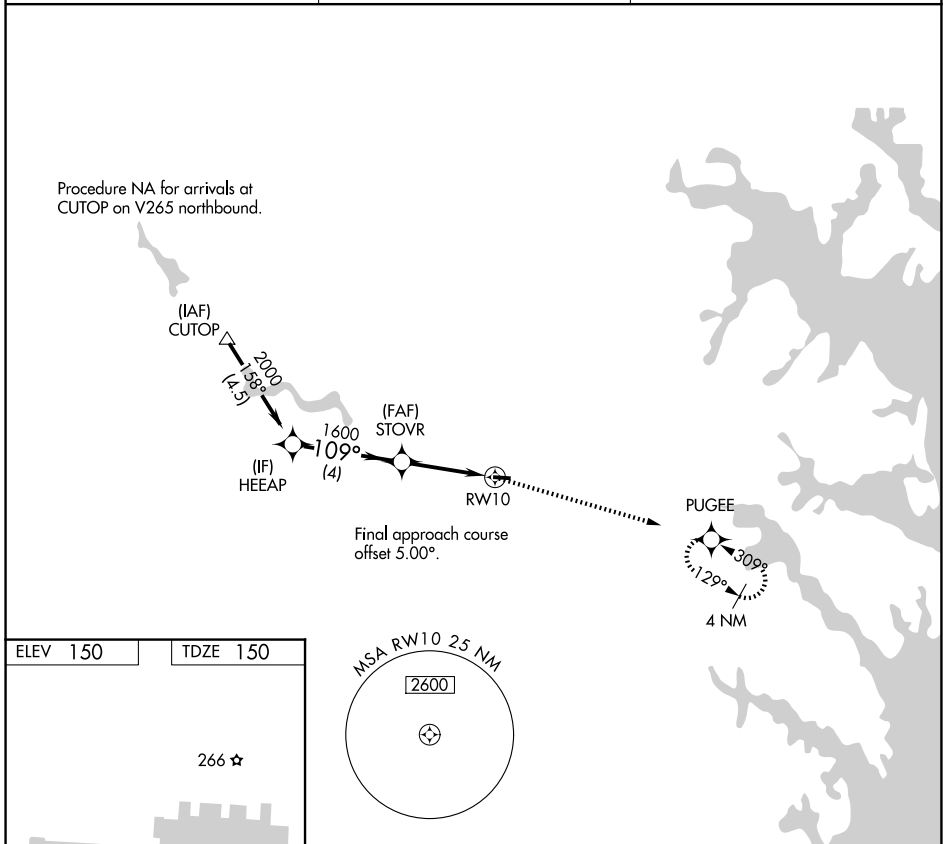 Procedure NA for arrivals at
CUTOP on V265 northbound.
(IAF)
CUTOP
2000
158°
(4.5)
(IF)
HEEAP
1600
109°
(4)
(FAF)
STOVR
RW10
Final approach course
offset 5.00°.
PUGEE
309°
129°
4 NM
ELEV 150
TDZE 150
266
MSA RW10 25 NM
2600